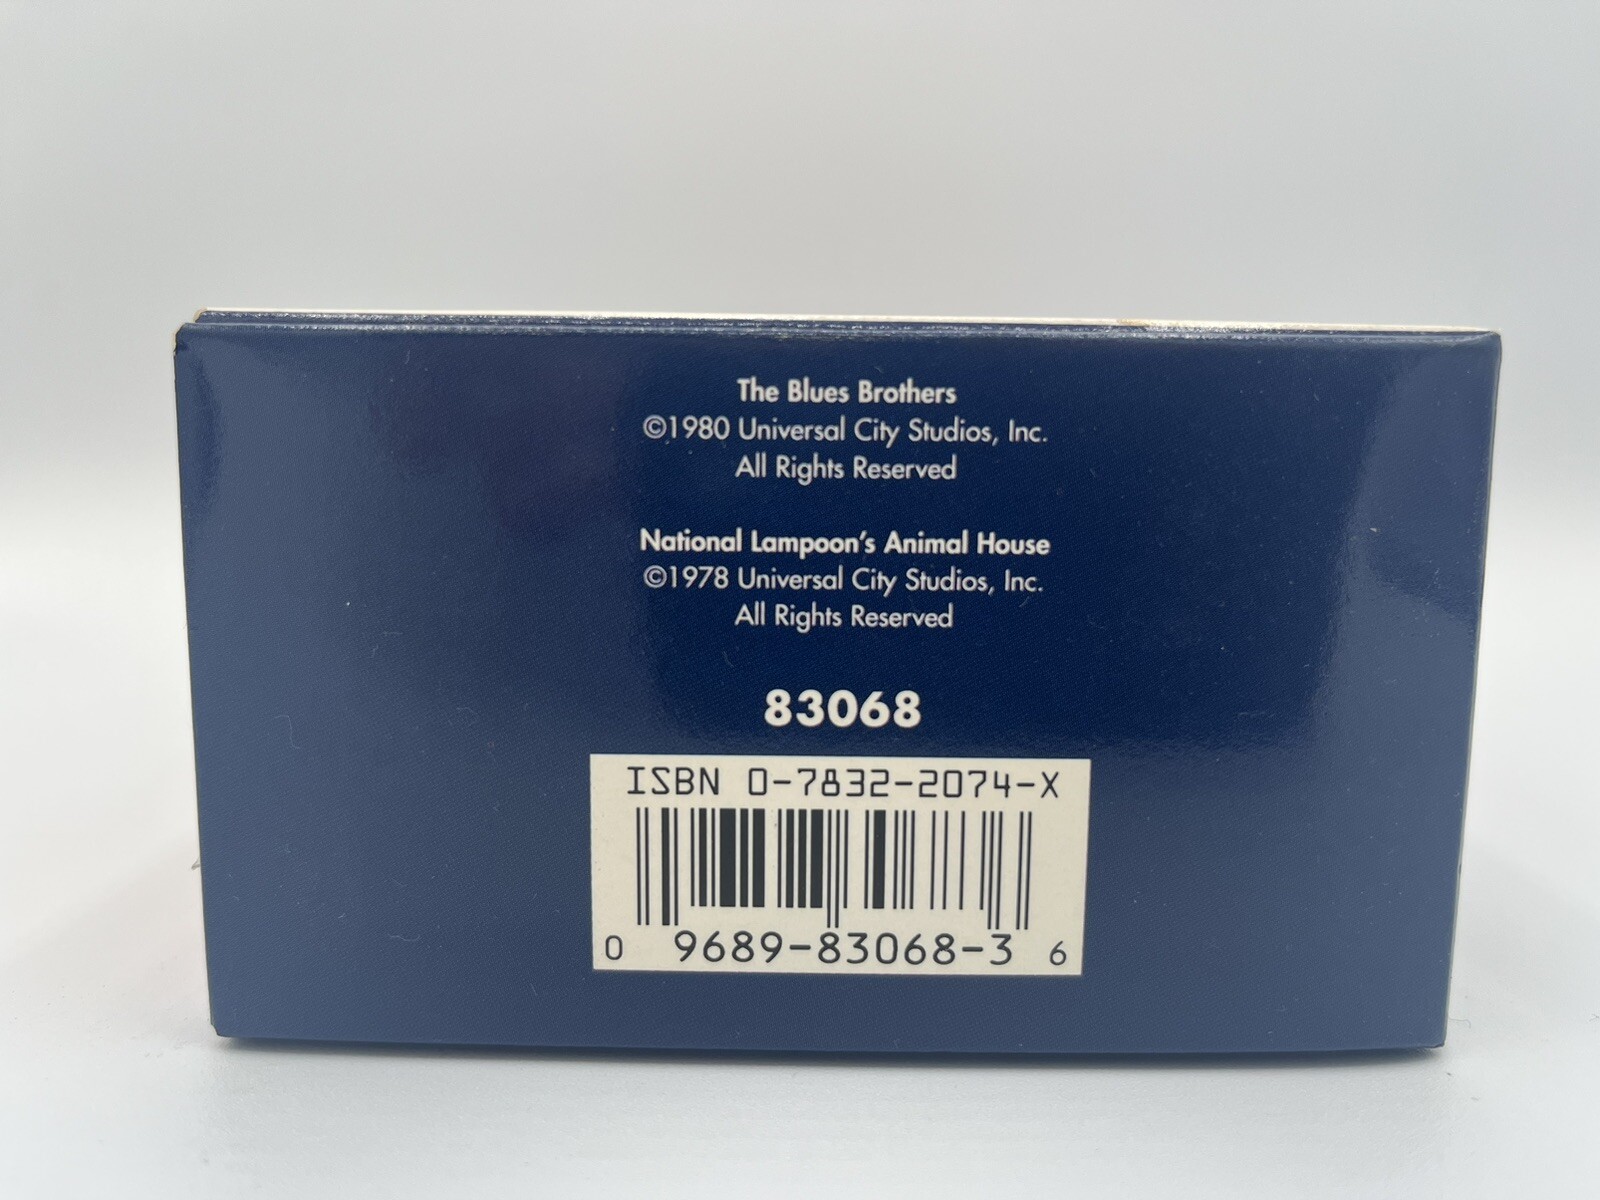 The Blues Brothers
©1980 Universal City Studios, Inc.
All Rights Reserved
National Lampoon's Animal House
©1978 Universal City Studios, Inc.
All Rights Reserved
83068
ISBN 0-7832-2074-X
0 9689-83068-3 6